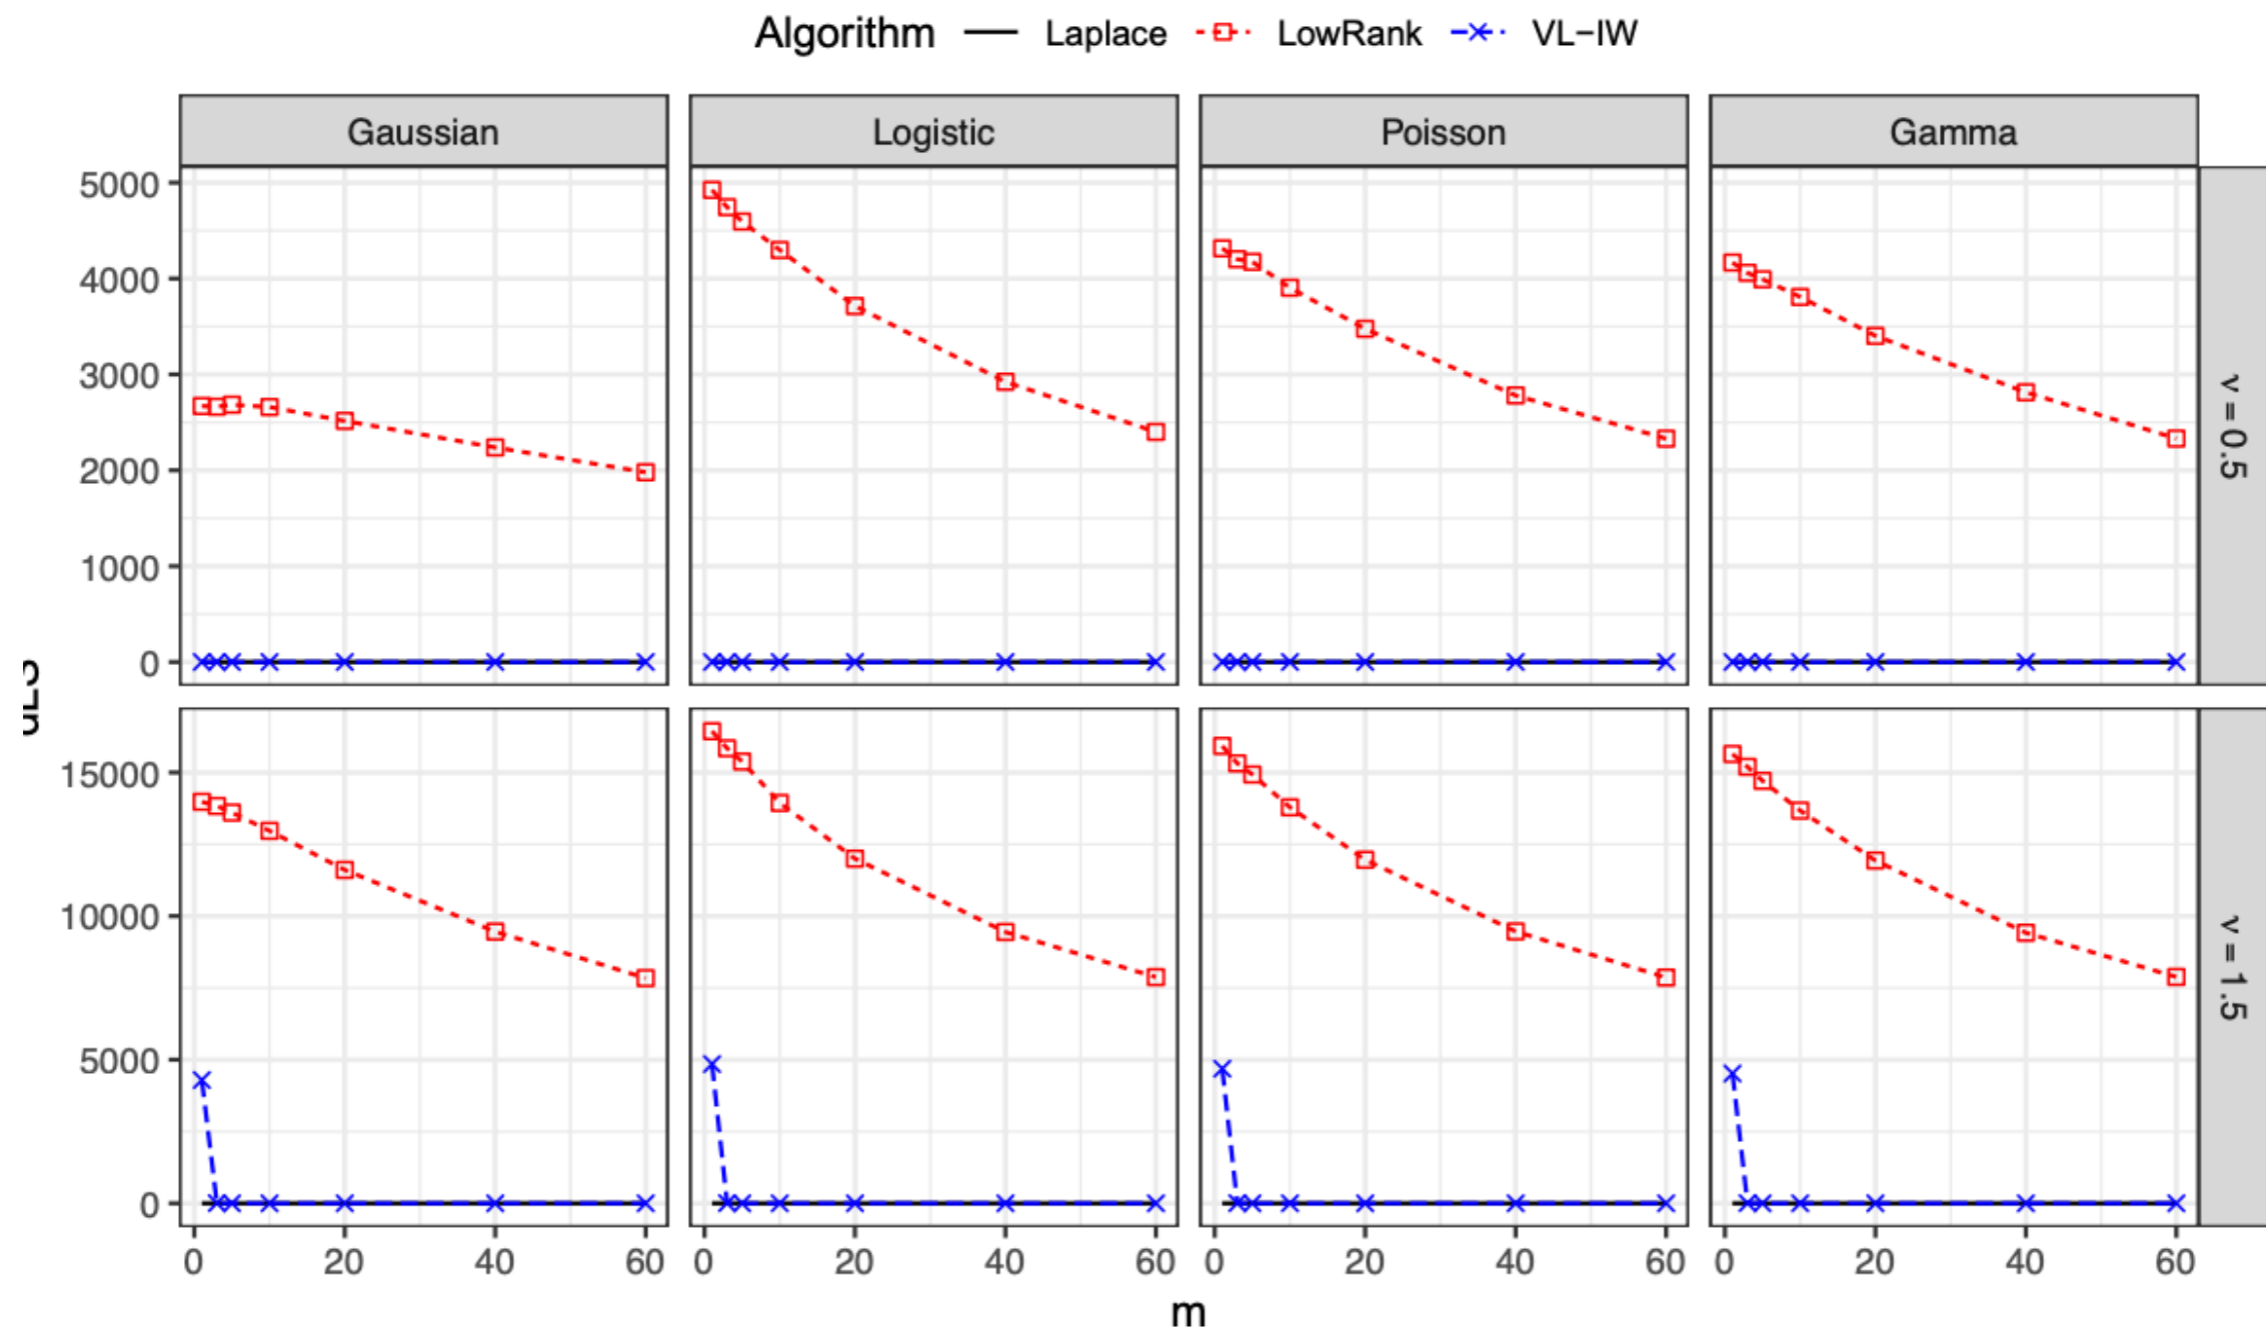 Algorithm Laplace LowRank VL-IW
Gaussian Logistic Poisson Gamma
5000
4000
3000
2000
1000
0
ν = 0.5
15000
10000
5000
0
ν = 1.5
0 20 40 60 0 20 40 60 0 20 40 60 0 20 40 60
m